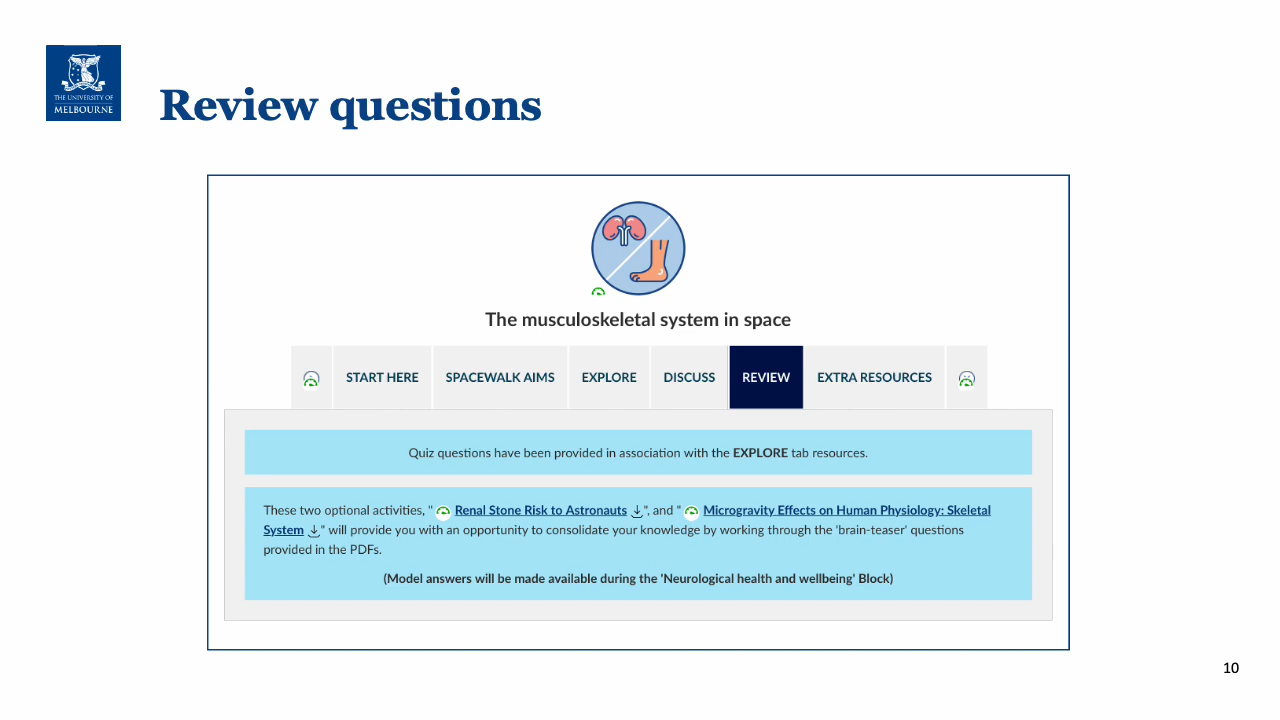 THE UNIVERSITY OF
MELBOURNE
Review questions
The musculoskeletal system in space
START HERE
SPACEWALK AIMS
EXPLORE
DISCUSS
REVIEW
EXTRA RESOURCES
Quiz questions have been provided in association with the EXPLORE tab resources.
These two optional activities, " Renal Stone Risk to Astronauts ", and " Microgravity Effects on Human Physiology: Skeletal
System " will provide you with an opportunity to consolidate your knowledge by working through the 'brain-teaser' questions
provided in the PDFs.
(Model answers will be made available during the 'Neurological health and wellbeing' Block)
10